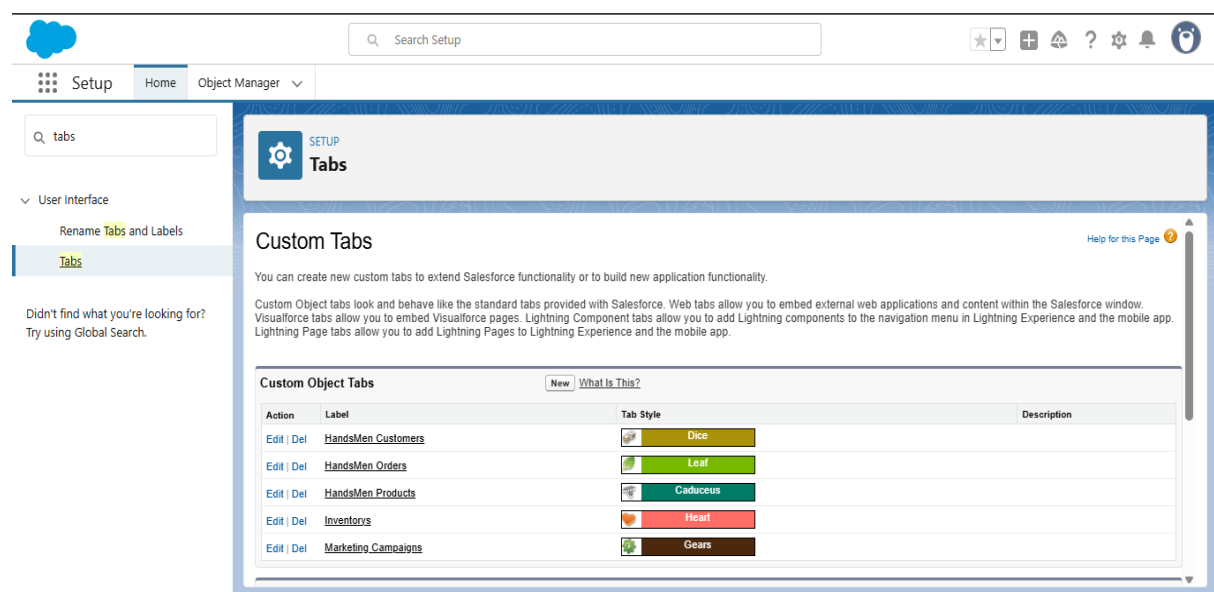 Search Setup
Setup
Home
Object Manager
tabs
SETUP
Tabs
User Interface
Rename Tabs and Labels
Tabs
Didn't find what you're looking for?
Try using Global Search.
Custom Tabs
Help for this Page
You can create new custom tabs to extend Salesforce functionality or to build new application functionality.
Custom Object tabs look and behave like the standard tabs provided with Salesforce. Web tabs allow you to embed external web applications and content within the Salesforce window.
Visualforce tabs allow you to embed Visualforce pages. Lightning Component tabs allow you to add Lightning components to the navigation menu in Lightning Experience and the mobile app.
Lightning Page tabs allow you to add Lightning Pages to Lightning Experience and the mobile app.
Custom Object Tabs New What Is This?
Action Label Tab Style Description
Edit | Del HandsMen Customers Dice
Edit | Del HandsMen Orders Leaf
Edit | Del HandsMen Products Caduceus
Edit | Del Inventorys Heart
Edit | Del Marketing Campaigns Gears